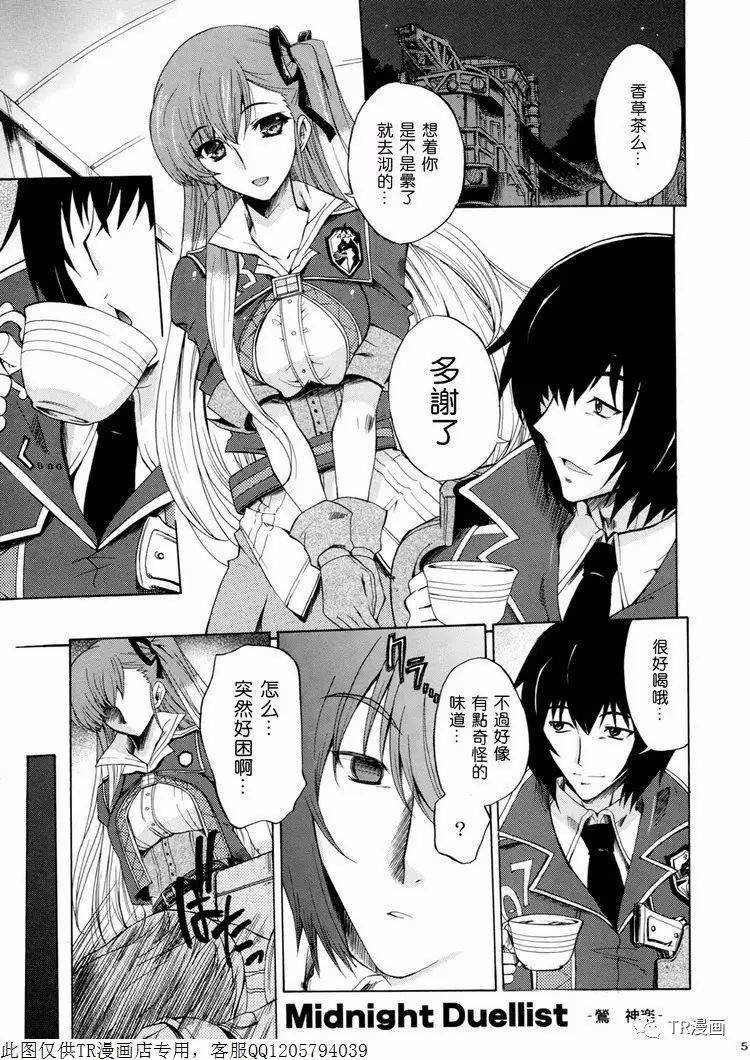 香草茶么…
想着你
是不是纍了
就去沏的…
多謝了
很好喝哦…
不過好像
有點奇怪的
味道…
？
グラ…
怎么…
突然好困啊…
ばたっ
07
Midnight Duellist -鶯 神楽-
TR漫画
此图仅供TR漫画店专用，客服QQ1205794039
5